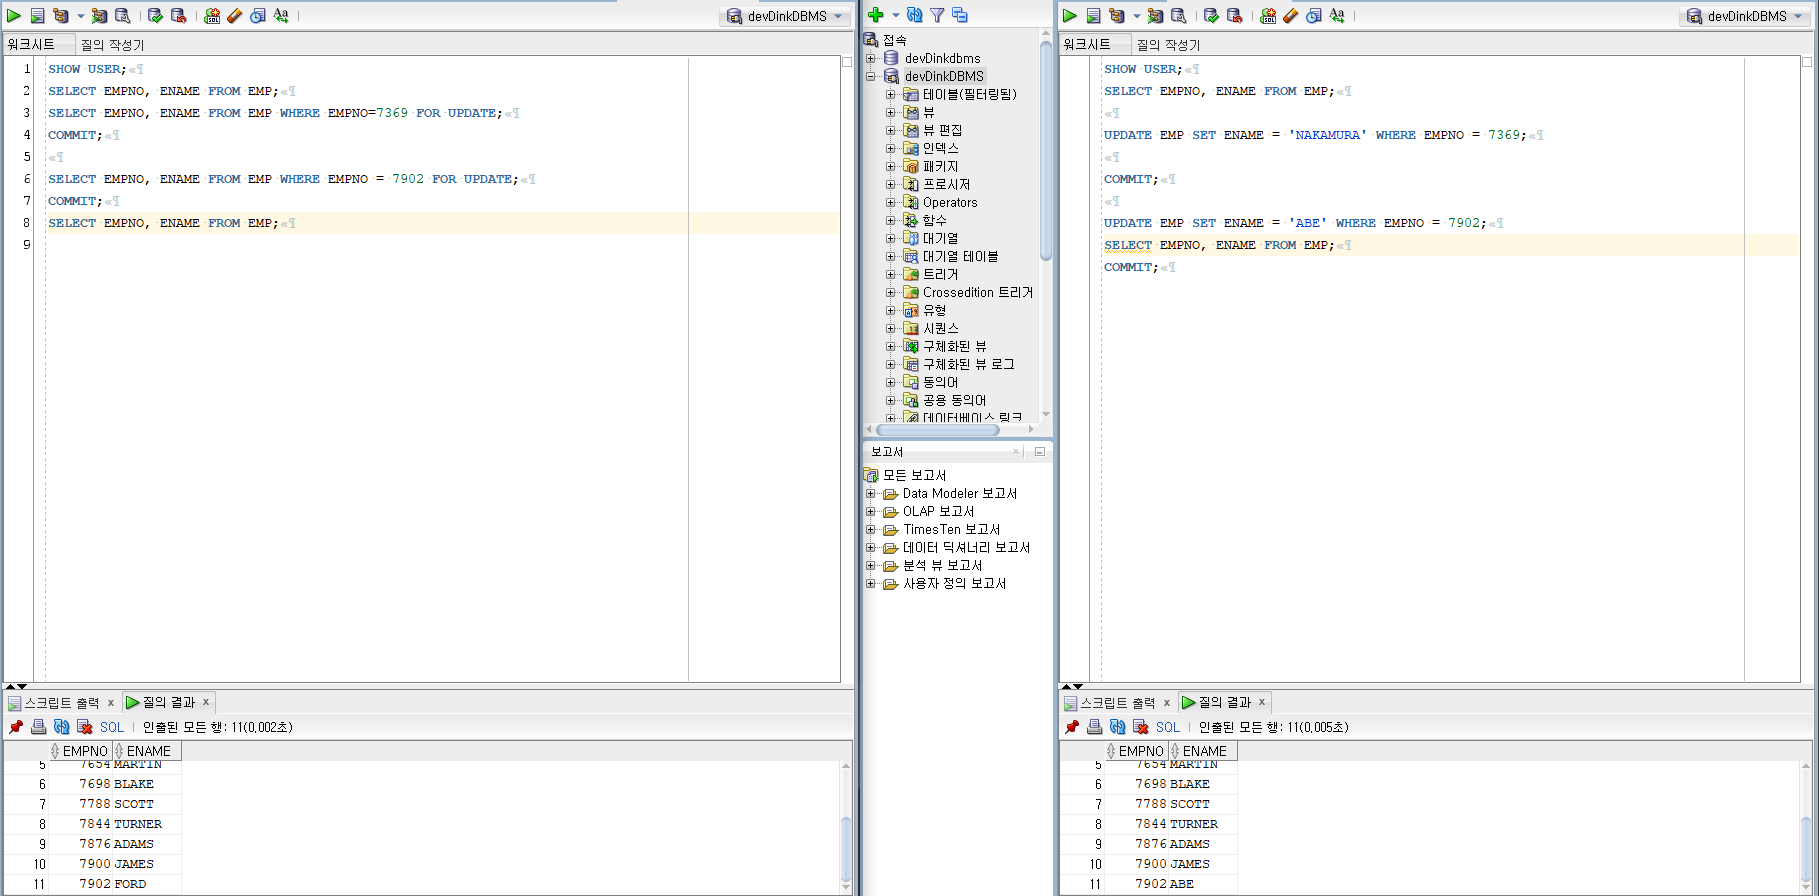 devDinkDBMS
워크시트 질의 작성기
1 SHOW USER;«¶
2 SELECT EMPNO, ENAME FROM EMP;«¶
3 SELECT EMPNO, ENAME FROM EMP WHERE EMPNO=7369 FOR UPDATE;«¶
4 COMMIT;«¶
5 «¶
6 SELECT EMPNO, ENAME FROM EMP WHERE EMPNO = 7902 FOR UPDATE;«¶
7 COMMIT;«¶
8 SELECT EMPNO, ENAME FROM EMP;«¶
9
스크립트 출력 x 질의 결과 x
SQL | 인출된 모든 행: 11(0,002초)
EMPNO ENAME
5 7654 MARTIN
6 7698 BLAKE
7 7788 SCOTT
8 7844 TURNER
9 7876 ADAMS
10 7900 JAMES
11 7902 FORD
접속
devDinkdbms
devDinkDBMS
테이블(필터링됨)
뷰
뷰 편집
인덱스
패키지
프로시저
Operators
함수
대기열
대기열 테이블
트리거
Crossedition 트리거
유형
시퀀스
구체화된 뷰
구체화된 뷰 로그
동의어
공용 동의어
데이터베이스 링크
보고서
모든 보고서
Data Modeler 보고서
OLAP 보고서
TimesTen 보고서
데이터 딕셔너리 보고서
분석 뷰 보고서
사용자 정의 보고서
devDinkDBMS
워크시트 질의 작성기
SHOW USER;«¶
SELECT EMPNO, ENAME FROM EMP;«¶
«¶
UPDATE EMP SET ENAME = 'NAKAMURA' WHERE EMPNO = 7369;«¶
«¶
COMMIT;«¶
«¶
UPDATE EMP SET ENAME = 'ABE' WHERE EMPNO = 7902;«¶
SELECT EMPNO, ENAME FROM EMP;«¶
COMMIT;«¶
스크립트 출력 x 질의 결과 x
SQL | 인출된 모든 행: 11(0,005초)
EMPNO ENAME
5 7654 MARTIN
6 7698 BLAKE
7 7788 SCOTT
8 7844 TURNER
9 7876 ADAMS
10 7900 JAMES
11 7902 ABE